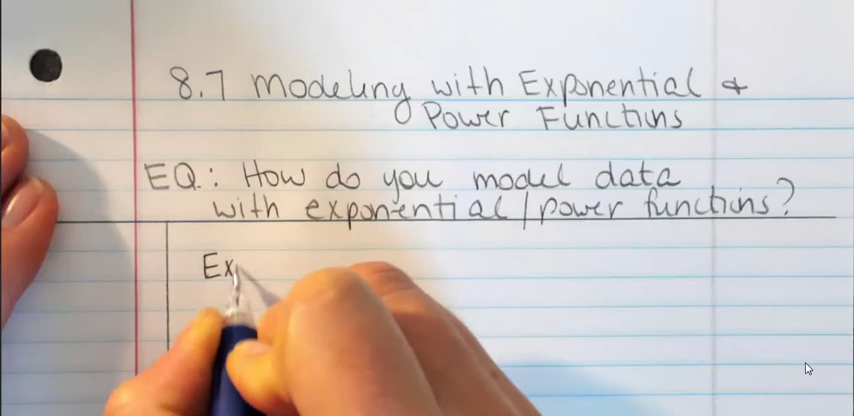 8.7 Modeling with Exponential &
Power Functions
EQ.: How do you model data
with exponential/power functions?
Ex